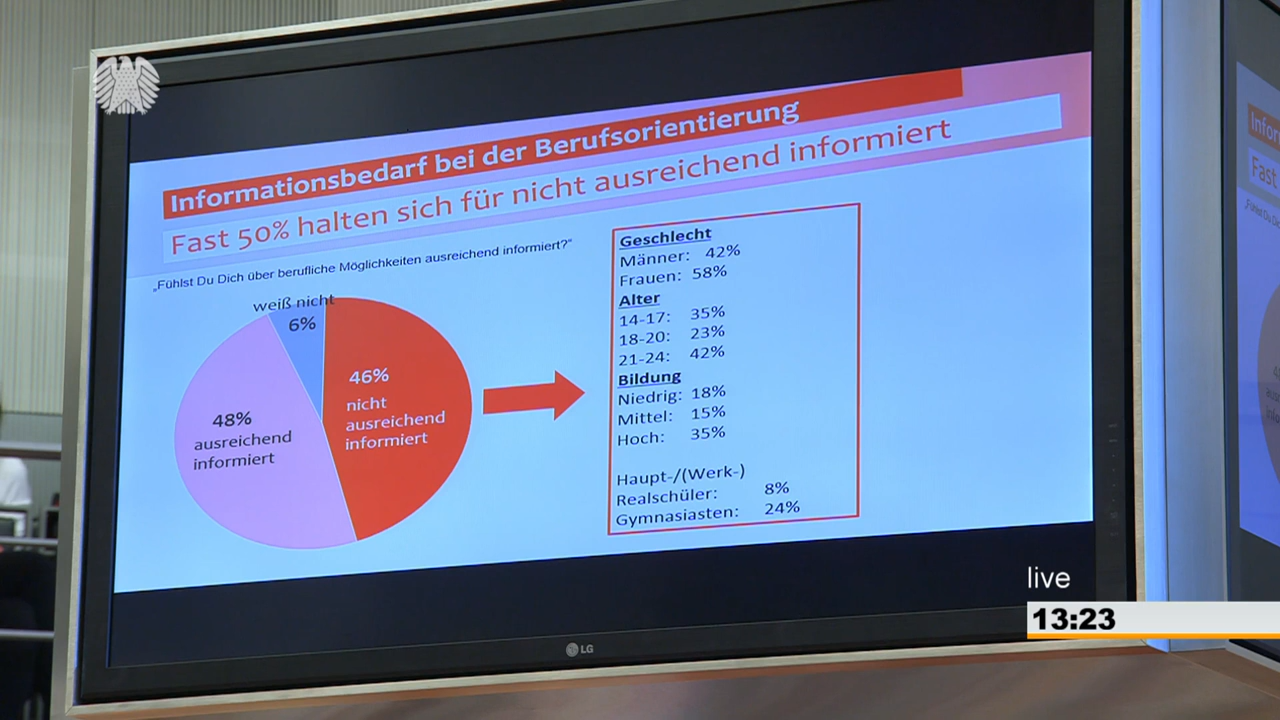 Informationsbedarf bei der Berufsorientierung
Fast 50% halten sich für nicht ausreichend informiert
„Fühlst Du Dich über berufliche Möglichkeiten ausreichend informiert?“
weiß nicht
6%
46%
nicht
ausreichend
informiert
48%
ausreichend
informiert
Geschlecht
Männer: 42%
Frauen: 58%
Alter
14-17: 35%
18-20: 23%
21-24: 42%
Bildung
Niedrig: 18%
Mittel: 15%
Hoch: 35%
Haupt-/(Werk-)
Realschüler: 8%
Gymnasiasten: 24%
LG
live
13:23
Fast